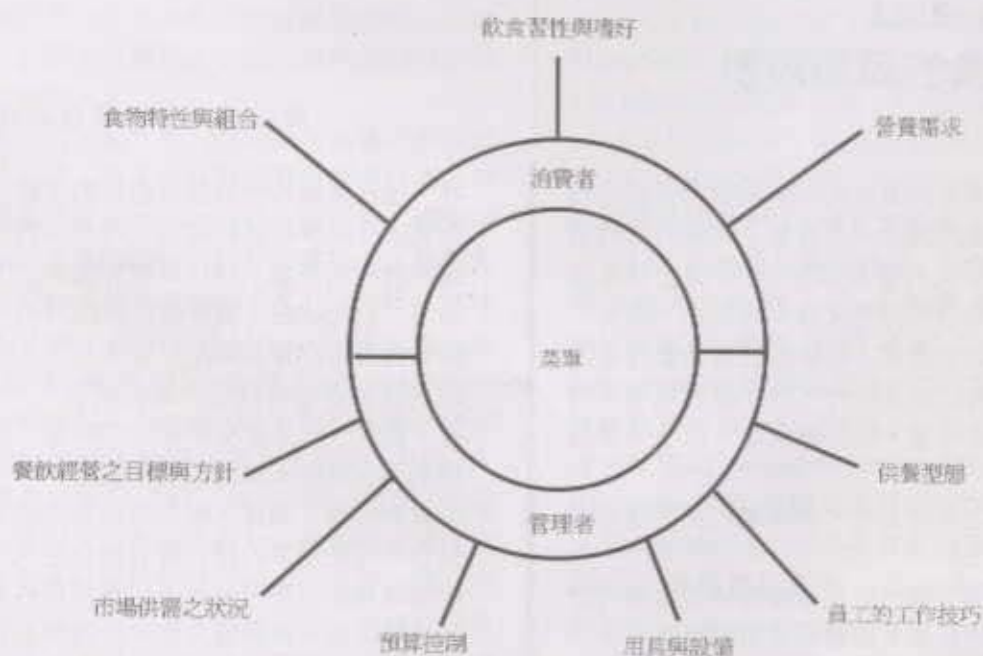 飲食習性與嗜好
食物特性與組合
營養需求
消費者
菜單
餐飲經營之目標與方針
供餐型態
管理者
市場供需之狀況
員工的工作技巧
預算控制
用具與設備